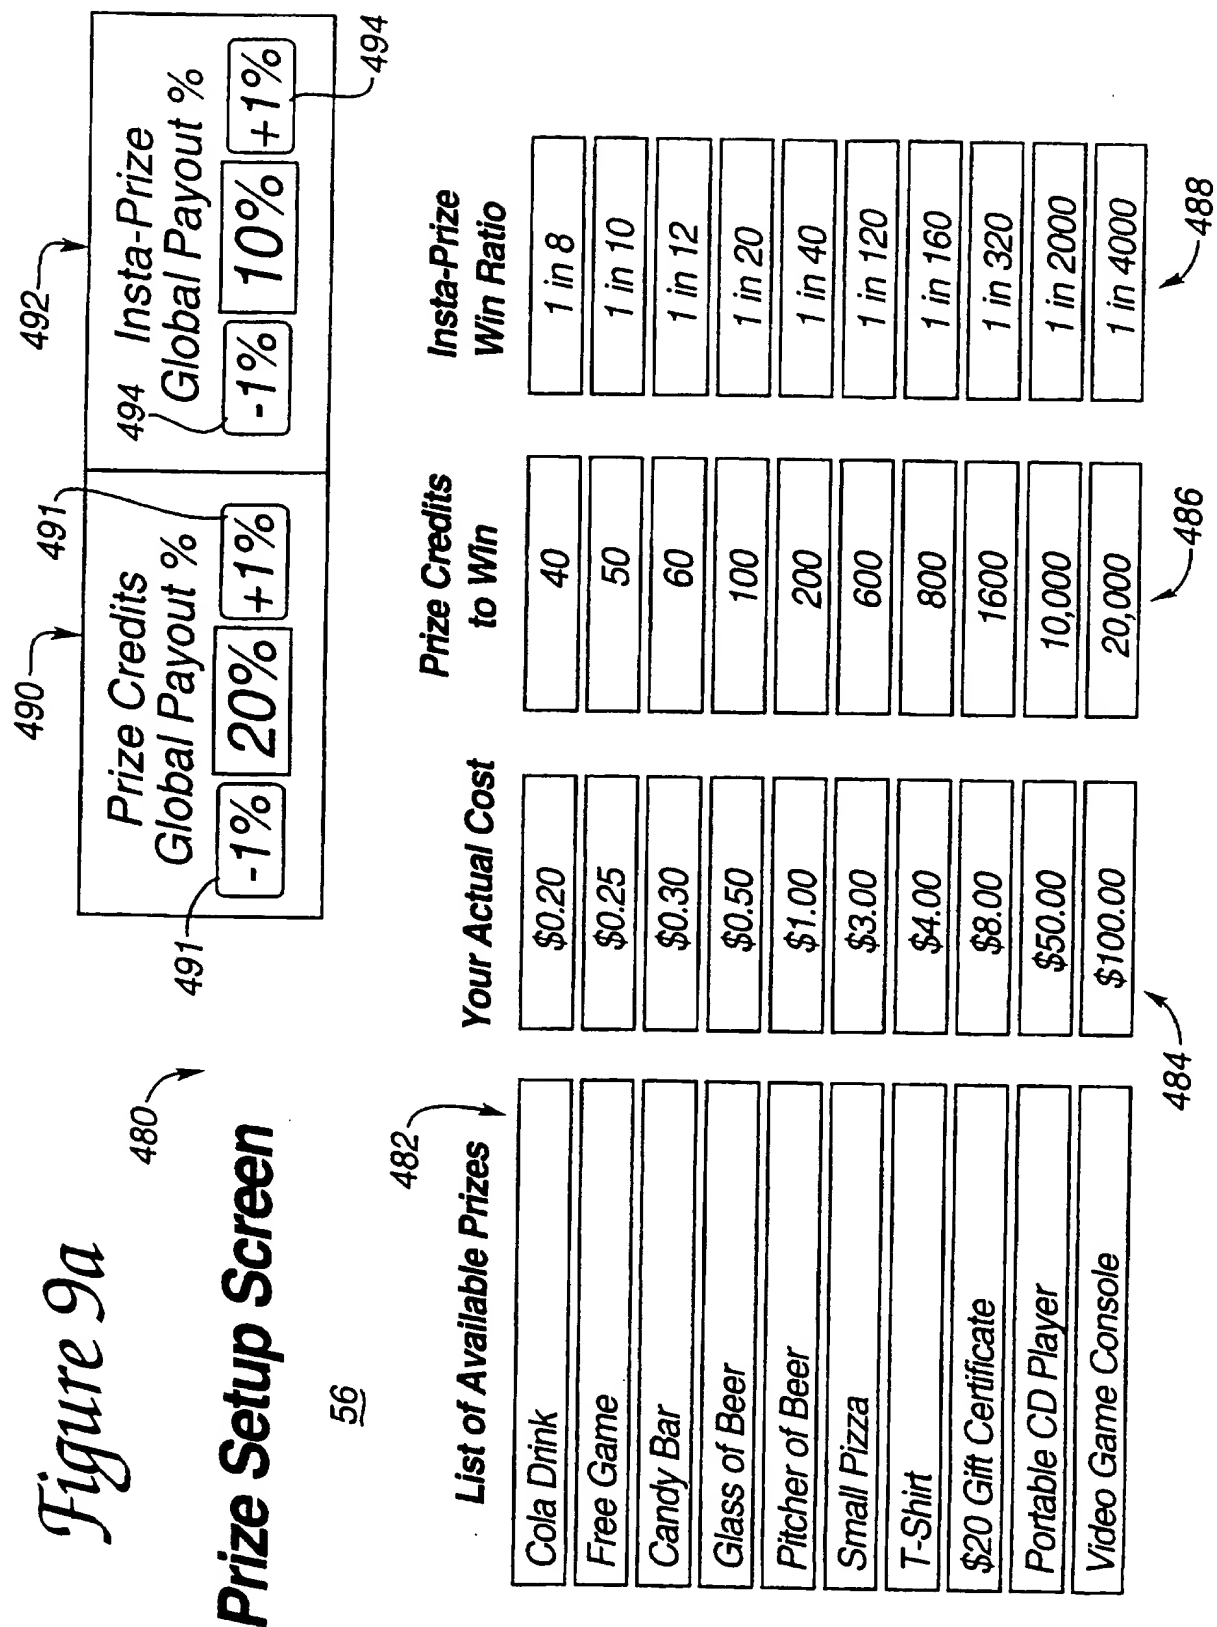 Figure 9a
480
Prize Setup Screen
56
490
491
492
Prize Credits
Global Payout %
-1% 20% +1%
491
494
Insta-Prize
Global Payout %
-1% 10% +1%
494
482
List of Available Prizes Your Actual Cost Prize Credits to Win Insta-Prize Win Ratio
Cola Drink $0.20 40 1 in 8
Free Game $0.25 50 1 in 10
Candy Bar $0.30 60 1 in 12
Glass of Beer $0.50 100 1 in 20
Pitcher of Beer $1.00 200 1 in 40
Small Pizza $3.00 600 1 in 120
T-Shirt $4.00 800 1 in 160
$20 Gift Certificate $8.00 1600 1 in 320
Portable CD Player $50.00 10,000 1 in 2000
Video Game Console $100.00 20,000 1 in 4000
484 486 488